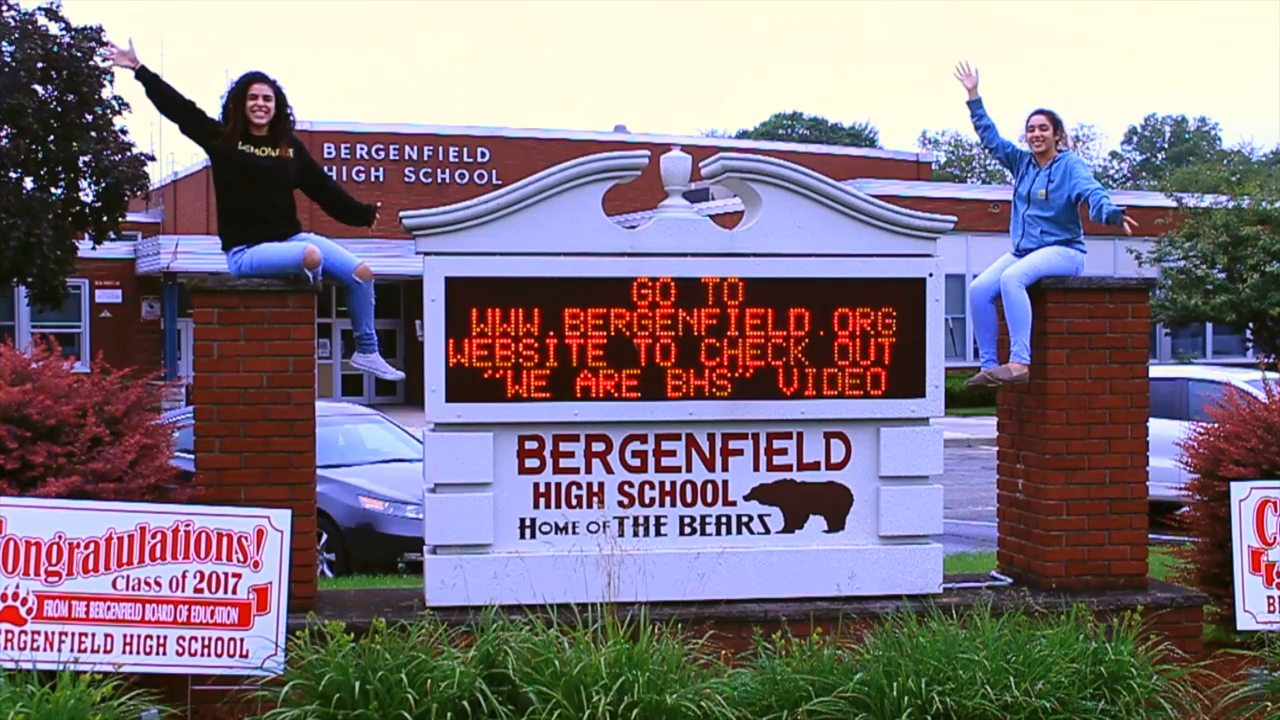 BERGENFIELD
HIGH SCHOOL
GO TO
WWW.BERGENFIELD.ORG
WEBSITE TO CHECK OUT
"WE ARE BHS" VIDEO
BERGENFIELD
HIGH SCHOOL
HOME OF THE BEARS
Congratulations!
Class of 2017
FROM THE BERGENFIELD BOARD OF EDUCATION
ERGENFIELD HIGH SCHOOL